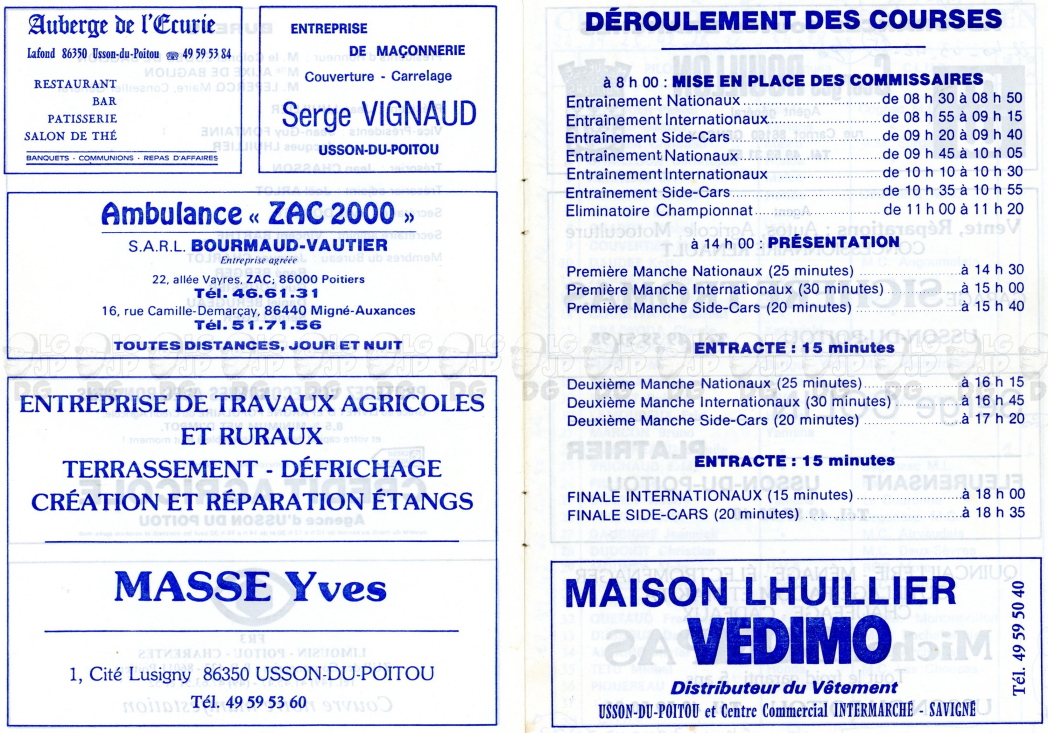 Auberge de l'Ecurie
Lafond 86350 Usson-du-Poitou ☎ 49 59 53 84
RESTAURANT
BAR
PATISSERIE
SALON DE THÉ
BANQUETS - COMMUNIONS - REPAS D'AFFAIRES
ENTREPRISE
DE MAÇONNERIE
Couverture - Carrelage
Serge VIGNAUD
USSON-DU-POITOU
Ambulance « ZAC 2000 »
S.A.R.L. BOURMAUD-VAUTIER
Entreprise agréée
22, allée Vayres, ZAC; 86000 Poitiers
Tél. 46.61.31
16, rue Camille-Demarçay, 86440 Migné-Auxances
Tél. 51.71.56
TOUTES DISTANCES, JOUR ET NUIT
ENTREPRISE DE TRAVAUX AGRICOLES
ET RURAUX
TERRASSEMENT - DÉFRICHAGE
CRÉATION ET RÉPARATION ÉTANGS
MASSE Yves
1, Cité Lusigny 86350 USSON-DU-POITOU
Tél. 49 59 53 60
DÉROULEMENT DES COURSES
à 8 h 00 : MISE EN PLACE DES COMMISSAIRES
Entraînement Nationaux de 08 h 30 à 08 h 50
Entraînement Internationaux de 08 h 55 à 09 h 15
Entraînement Side-Cars de 09 h 20 à 09 h 40
Entraînement Nationaux de 09 h 45 à 10 h 05
Entraînement Internationaux de 10 h 10 à 10 h 30
Entraînement Side-Cars de 10 h 35 à 10 h 55
Eliminatoire Championnat de 11 h 00 à 11 h 20
à 14 h 00 : PRÉSENTATION
Première Manche Nationaux (25 minutes) à 14 h 30
Première Manche Internationaux (30 minutes) à 15 h 00
Première Manche Side-Cars (20 minutes) à 15 h 40
ENTRACTE : 15 minutes
Deuxième Manche Nationaux (25 minutes) à 16 h 15
Deuxième Manche Internationaux (30 minutes) à 16 h 45
Deuxième Manche Side-Cars (20 minutes) à 17 h 20
ENTRACTE : 15 minutes
FINALE INTERNATIONAUX (15 minutes) à 18 h 00
FINALE SIDE-CARS (20 minutes) à 18 h 35
MAISON LHUILLIER
VEDIMO
Distributeur du Vêtement
USSON-DU-POITOU et Centre Commercial INTERMARCHÉ - SAVIGNÉ
Tél. 49 59 50 40